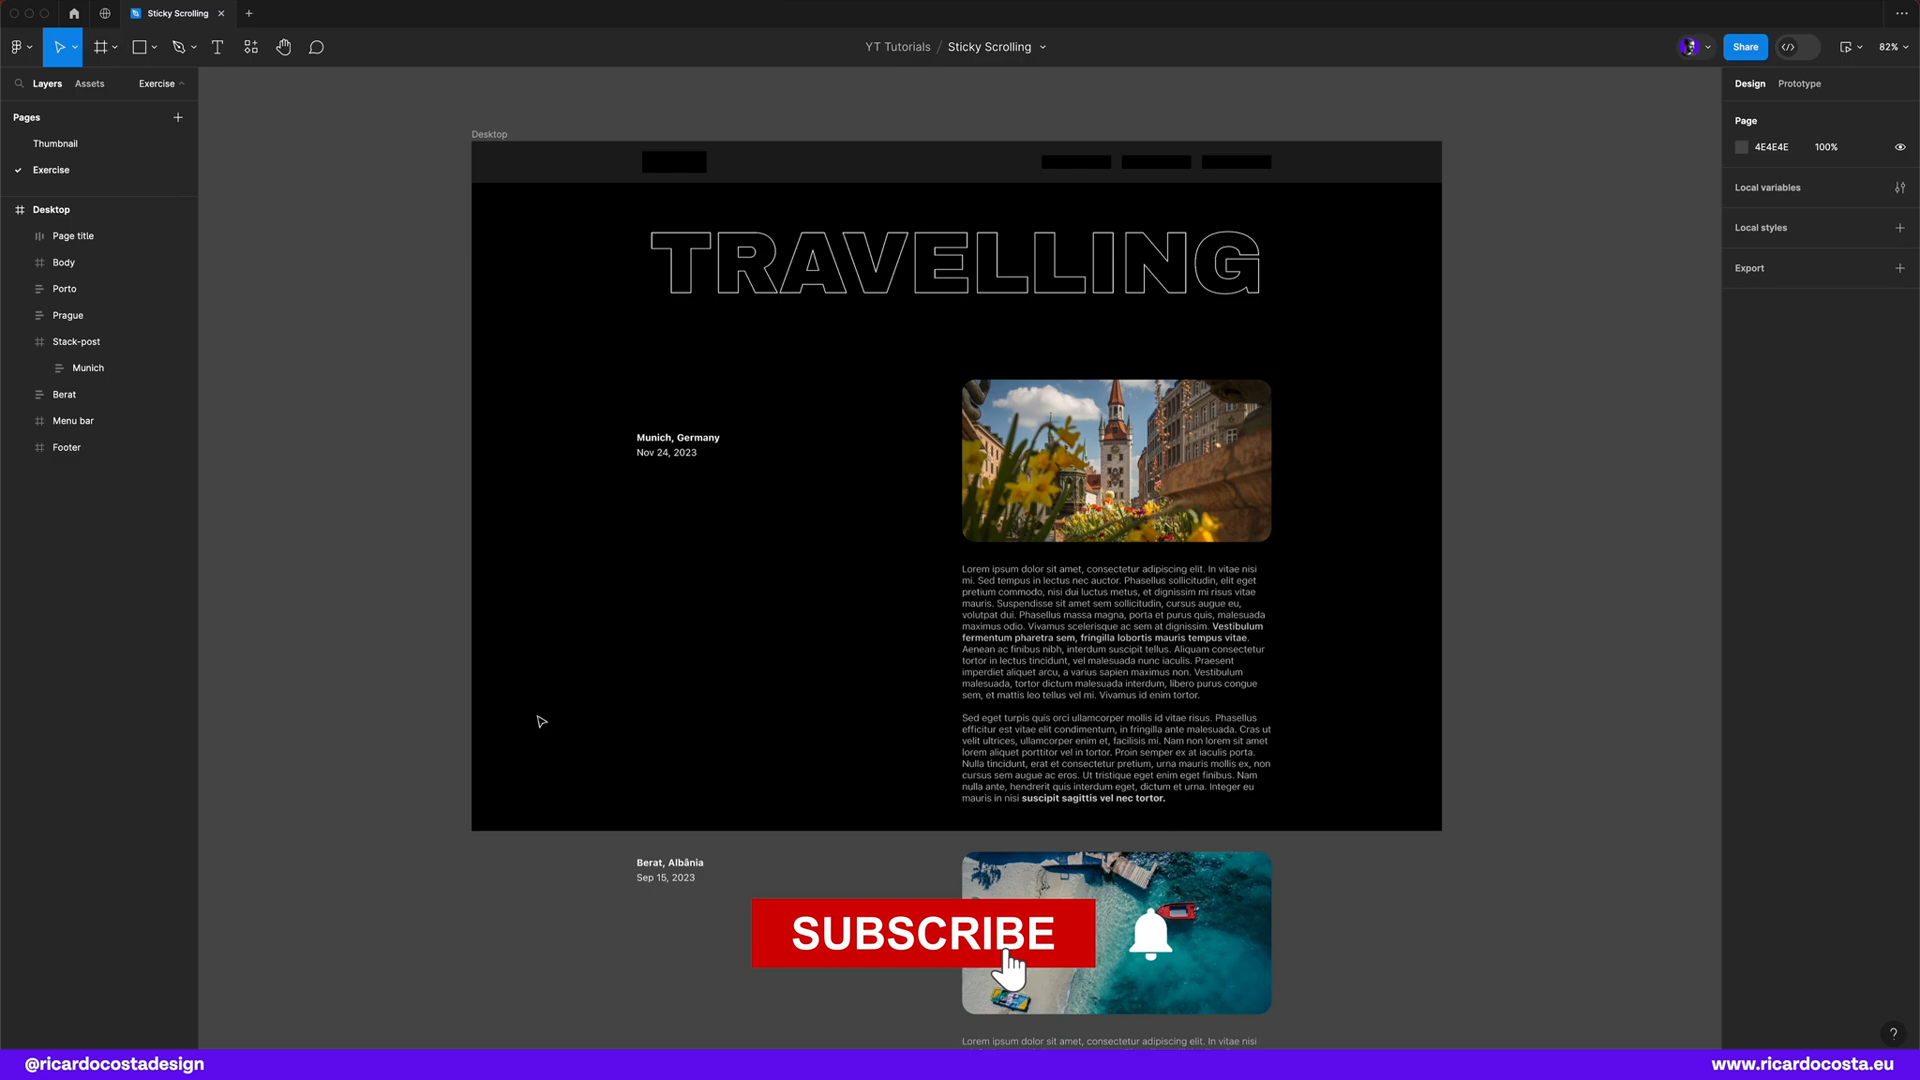 Sticky Scrolling
YT Tutorials / Sticky Scrolling
Share
82%
Layers
Assets
Exercise
Design
Prototype
Pages
Thumbnail
Exercise
Desktop
Page title
Body
Porto
Prague
Stack-post
Munich
Berat
Menu bar
Footer
Page
4E4E4E
100%
Local variables
Local styles
Export
Desktop
TRAVELLING
Munich, Germany
Nov 24, 2023
Lorem ipsum dolor sit amet, consectetur adipiscing elit. In vitae nisi
mi. Sed tempus in lectus nec auctor. Phasellus sollicitudin, elit eget
pretium commodo, nisi dui luctus metus, et dignissim mi risus vitae
mauris. Suspendisse sit amet sem sollicitudin, cursus augue eu,
volutpat dui. Phasellus massa magna, porta et purus quis, malesuada
maximus odio. Vivamus scelerisque ac sem at dignissim. Vestibulum
fermentum pharetra sem, fringilla lobortis mauris tempus vitae.
Aenean ac finibus nibh, interdum suscipit tellus. Aliquam consectetur
tortor in lectus tincidunt, vel malesuada nunc iaculis. Praesent
imperdiet aliquet arcu, a varius sapien maximus non. Vestibulum
malesuada, tortor dictum malesuada interdum, libero purus congue
sem, et mattis leo tellus vel mi. Vivamus id enim tortor.
Sed eget turpis quis orci ullamcorper mollis id vitae risus. Phasellus
efficitur est vitae elit condimentum, in fringilla ante malesuada. Cras ut
velit ultrices, ullamcorper enim et, facilisis mi. Nam non lorem sit amet
lorem aliquet porttitor vel in tortor. Proin semper ex at iaculis porta.
Nulla tincidunt, erat et consectetur pretium, urna mauris mollis ex, non
cursus sem augue ac eros. Ut tristique eget enim eget finibus. Nam
nulla ante, hendrerit quis interdum eget, dictum et urna. Integer eu
mauris in nisi suscipit sagittis vel nec tortor.
Berat, Albânia
Sep 15, 2023
SUBSCRIBE
Lorem ipsum dolor sit amet, consectetur adipiscing elit. In vitae nisi
?
@ricardocostadesign
www.ricardocosta.eu